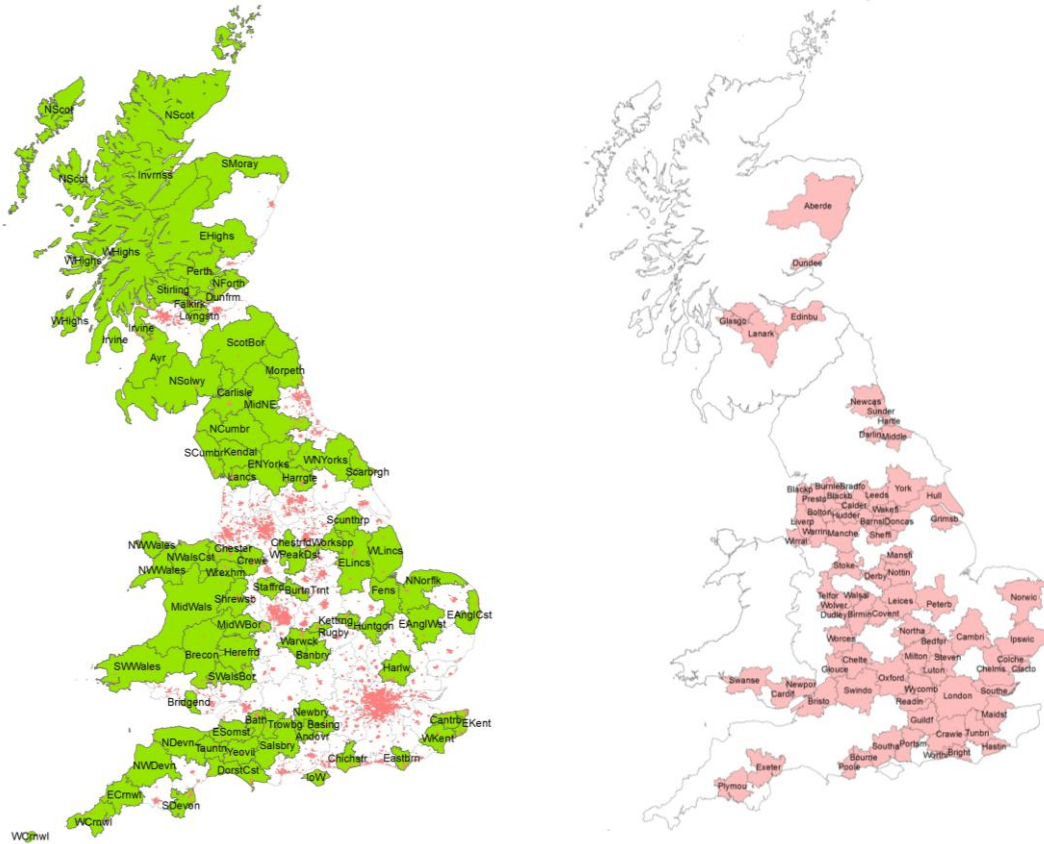 NScot
NScot
NScot
SMoray
Invrnss
EHighs
WHighs
WHighs
Perth
NForth
Stirling
Dunfrm
Falkirk
Livngstn
WHighs
Irvine
Irvine
Ayr
ScotBor
Morpeth
NSolwy
Carlisle
MidNE
NCumbr
SCumbr
Kendal
ENYorks
WNYorks
Scarbrgh
Lancs
Harrgte
Scunthrp
NWWales
Chester
Chestrfd
Worksop
WLincs
NWalsCst
Crewe
WPeakDst
ELincs
NWWales
Wrexhm
Staffrd
BurtnTrnt
NNorflk
Shrewsb
Fens
MidWals
Kettrng
EAnglCst
MidWBor
Rugby
Huntgdn
EAnglWst
Warwck
Brecon
Herefrd
Banbry
SWWales
Harlw
SWalsBor
Bridgend
Newbry
Bath
Cantrb
EKent
ESomst
Trowbg
Basing
NDevn
Andovr
WKent
Tauntn
Yeovil
Salsbry
Chichstr
Eastbrn
NWDevn
DorstCst
IoW
ECrnwl
SDevon
WCrnwl
WCrnwl
Aberde
Dundee
Glasgo
Edinbu
Lanark
Newcas
Sunder
Hartle
Darlin
Middle
Blackp
Burnle
Bradfo
York
Presto
Blackb
Leeds
Hull
Calder
Bolton
Hudder
Wakefi
Liverp
Barnsl
Doncas
Grimsb
Warrin
Manche
Sheffi
Wirral
Mansfi
Stoke
Derby
Nottin
Telfor
Walsal
Norwic
Wolver
Leices
Peterb
Dudley
Birmin
Covent
Northa
Cambri
Ipswic
Worces
Bedfor
Colche
Chelte
Milton
Steven
Clacto
Glouce
Luton
Chelms
Swanse
Oxford
Newpor
Swindo
Wycomb
London
Southe
Cardif
Bristo
Readin
Guildf
Maidst
Crawle
Tunbri
Southa
Portsm
Bourne
Worthi
Bright
Hastin
Poole
Exeter
Plymou